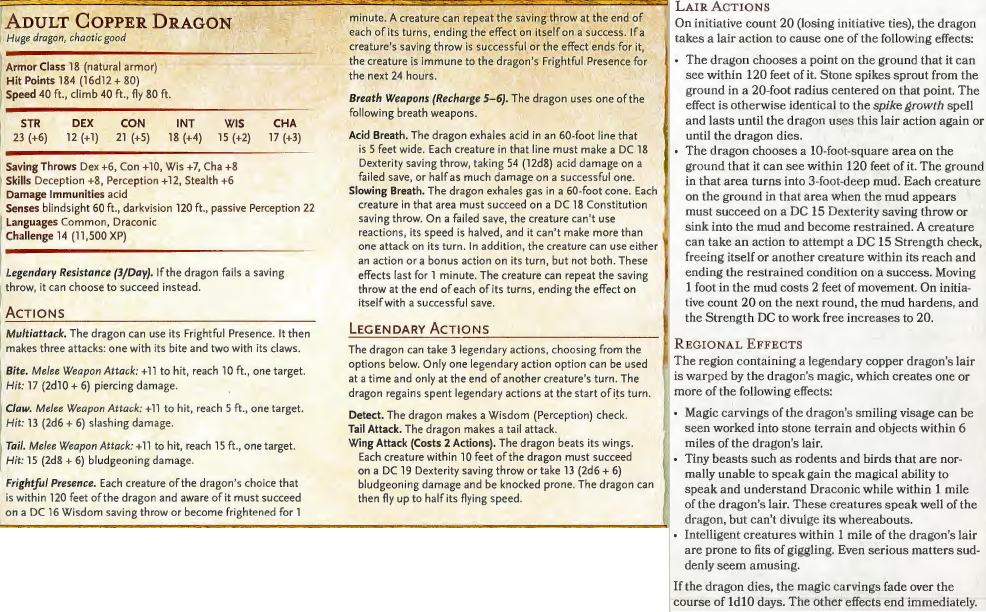 ADULT COPPER DRAGON
Huge dragon, chaotic good
Armor Class 18 (natural armor)
Hit Points 184 (16d12 + 80)
Speed 40 ft., climb 40 ft., fly 80 ft.
STR DEX CON INT WIS CHA
23 (+6) 12 (+1) 21 (+5) 18 (+4) 15 (+2) 17 (+3)
Saving Throws Dex +6, Con +10, Wis +7, Cha +8
Skills Deception +8, Perception +12, Stealth +6
Damage Immunities acid
Senses blindsight 60 ft., darkvision 120 ft., passive Perception 22
Languages Common, Draconic
Challenge 14 (11,500 XP)
Legendary Resistance (3/Day). If the dragon fails a saving
throw, it can choose to succeed instead.
ACTIONS
Multiattack. The dragon can use its Frightful Presence. It then
makes three attacks: one with its bite and two with its claws.
Bite. Melee Weapon Attack: +11 to hit, reach 10 ft., one target.
Hit: 17 (2d10 + 6) piercing damage.
Claw. Melee Weapon Attack: +11 to hit, reach 5 ft., one target.
Hit: 13 (2d6 + 6) slashing damage.
Tail. Melee Weapon Attack: +11 to hit, reach 15 ft., one target.
Hit: 15 (2d8 + 6) bludgeoning damage.
Frightful Presence. Each creature of the dragon's choice that
is within 120 feet of the dragon and aware of it must succeed
on a DC 16 Wisdom saving throw or become frightened for 1
minute. A creature can repeat the saving throw at the end of
each of its turns, ending the effect on itself on a success. If a
creature's saving throw is successful or the effect ends for it,
the creature is immune to the dragon's Frightful Presence for
the next 24 hours.
Breath Weapons (Recharge 5–6). The dragon uses one of the
following breath weapons.
Acid Breath. The dragon exhales acid in an 60-foot line that
is 5 feet wide. Each creature in that line must make a DC 18
Dexterity saving throw, taking 54 (12d8) acid damage on a
failed save, or half as much damage on a successful one.
Slowing Breath. The dragon exhales gas in a 60-foot cone. Each
creature in that area must succeed on a DC 18 Constitution
saving throw. On a failed save, the creature can't use
reactions, its speed is halved, and it can't make more than
one attack on its turn. In addition, the creature can use either
an action or a bonus action on its turn, but not both. These
effects last for 1 minute. The creature can repeat the saving
throw at the end of each of its turns, ending the effect on
itself with a successful save.
LEGENDARY ACTIONS
The dragon can take 3 legendary actions, choosing from the
options below. Only one legendary action option can be used
at a time and only at the end of another creature's turn. The
dragon regains spent legendary actions at the start of its turn.
Detect. The dragon makes a Wisdom (Perception) check.
Tail Attack. The dragon makes a tail attack.
Wing Attack (Costs 2 Actions). The dragon beats its wings.
Each creature within 10 feet of the dragon must succeed
on a DC 19 Dexterity saving throw or take 13 (2d6 + 6)
bludgeoning damage and be knocked prone. The dragon can
then fly up to half its flying speed.
LAIR ACTIONS
On initiative count 20 (losing initiative ties), the dragon
takes a lair action to cause one of the following effects:
• The dragon chooses a point on the ground that it can
see within 120 feet of it. Stone spikes sprout from the
ground in a 20-foot radius centered on that point. The
effect is otherwise identical to the spike growth spell
and lasts until the dragon uses this lair action again or
until the dragon dies.
• The dragon chooses a 10-foot-square area on the
ground that it can see within 120 feet of it. The ground
in that area turns into 3-foot-deep mud. Each creature
on the ground in that area when the mud appears
must succeed on a DC 15 Dexterity saving throw or
sink into the mud and become restrained. A creature
can take an action to attempt a DC 15 Strength check,
freeing itself or another creature within its reach and
ending the restrained condition on a success. Moving
1 foot in the mud costs 2 feet of movement. On initia-
tive count 20 on the next round, the mud hardens, and
the Strength DC to work free increases to 20.
REGIONAL EFFECTS
The region containing a legendary copper dragon's lair
is warped by the dragon's magic, which creates one or
more of the following effects:
• Magic carvings of the dragon's smiling visage can be
seen worked into stone terrain and objects within 6
miles of the dragon's lair.
• Tiny beasts such as rodents and birds that are nor-
mally unable to speak gain the magical ability to
speak and understand Draconic while within 1 mile
of the dragon's lair. These creatures speak well of the
dragon, but can't divulge its whereabouts.
• Intelligent creatures within 1 mile of the dragon's lair
are prone to fits of giggling. Even serious matters sud-
denly seem amusing.
If the dragon dies, the magic carvings fade over the
course of 1d10 days. The other effects end immediately.